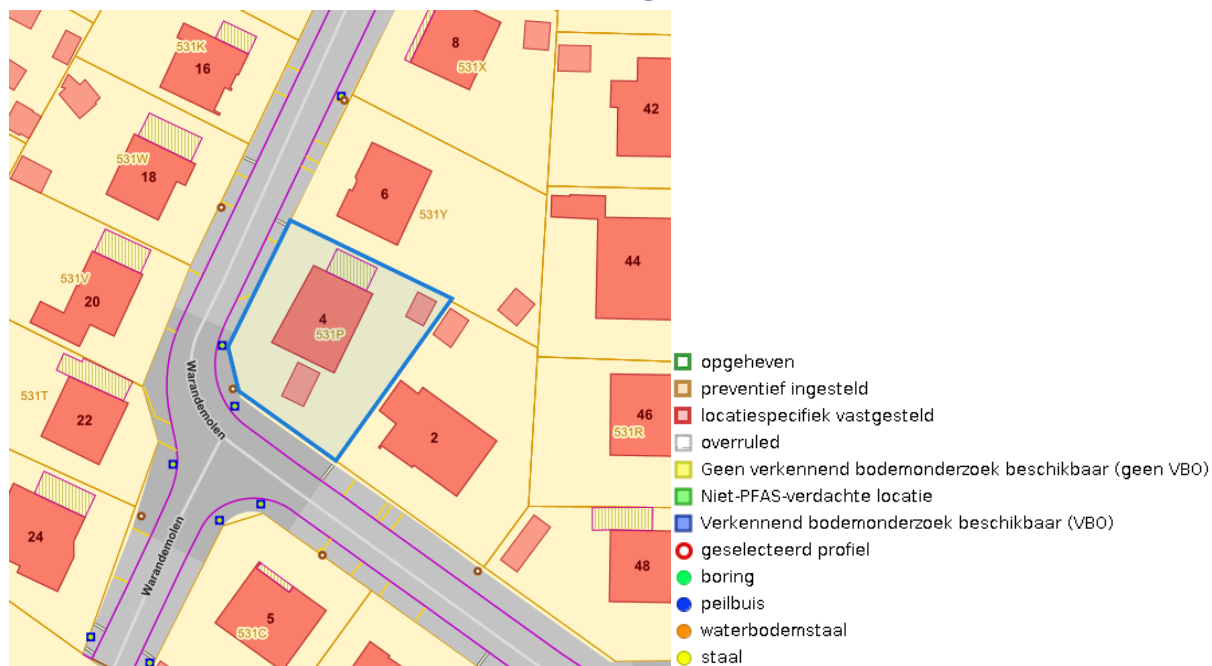 8
531K
16
531X
42
531W
18
6
531Y
44
531V
20
4
531P
Warandemolen
531T
22
2
46
531R
24
Warandemolen
48
5
531C
opgeheven
preventief ingesteld
locatiespecifiek vastgesteld
overruled
Geen verkennend bodemonderzoek beschikbaar (geen VBO)
Niet-PFAS-verdachte locatie
Verkennend bodemonderzoek beschikbaar (VBO)
geselecteerd profiel
boring
peilbuis
waterbodemstaal
staal